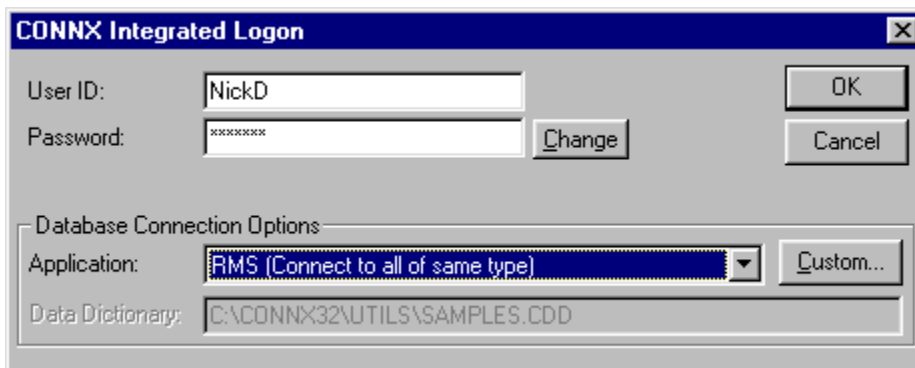 CONNX Integrated Logon
User ID: NickD OK
Password: ******* Change Cancel
Database Connection Options
Application: RMS (Connect to all of same type) Custom...
Data Dictionary: C:\CONNX32\UTILS\SAMPLES.CDD